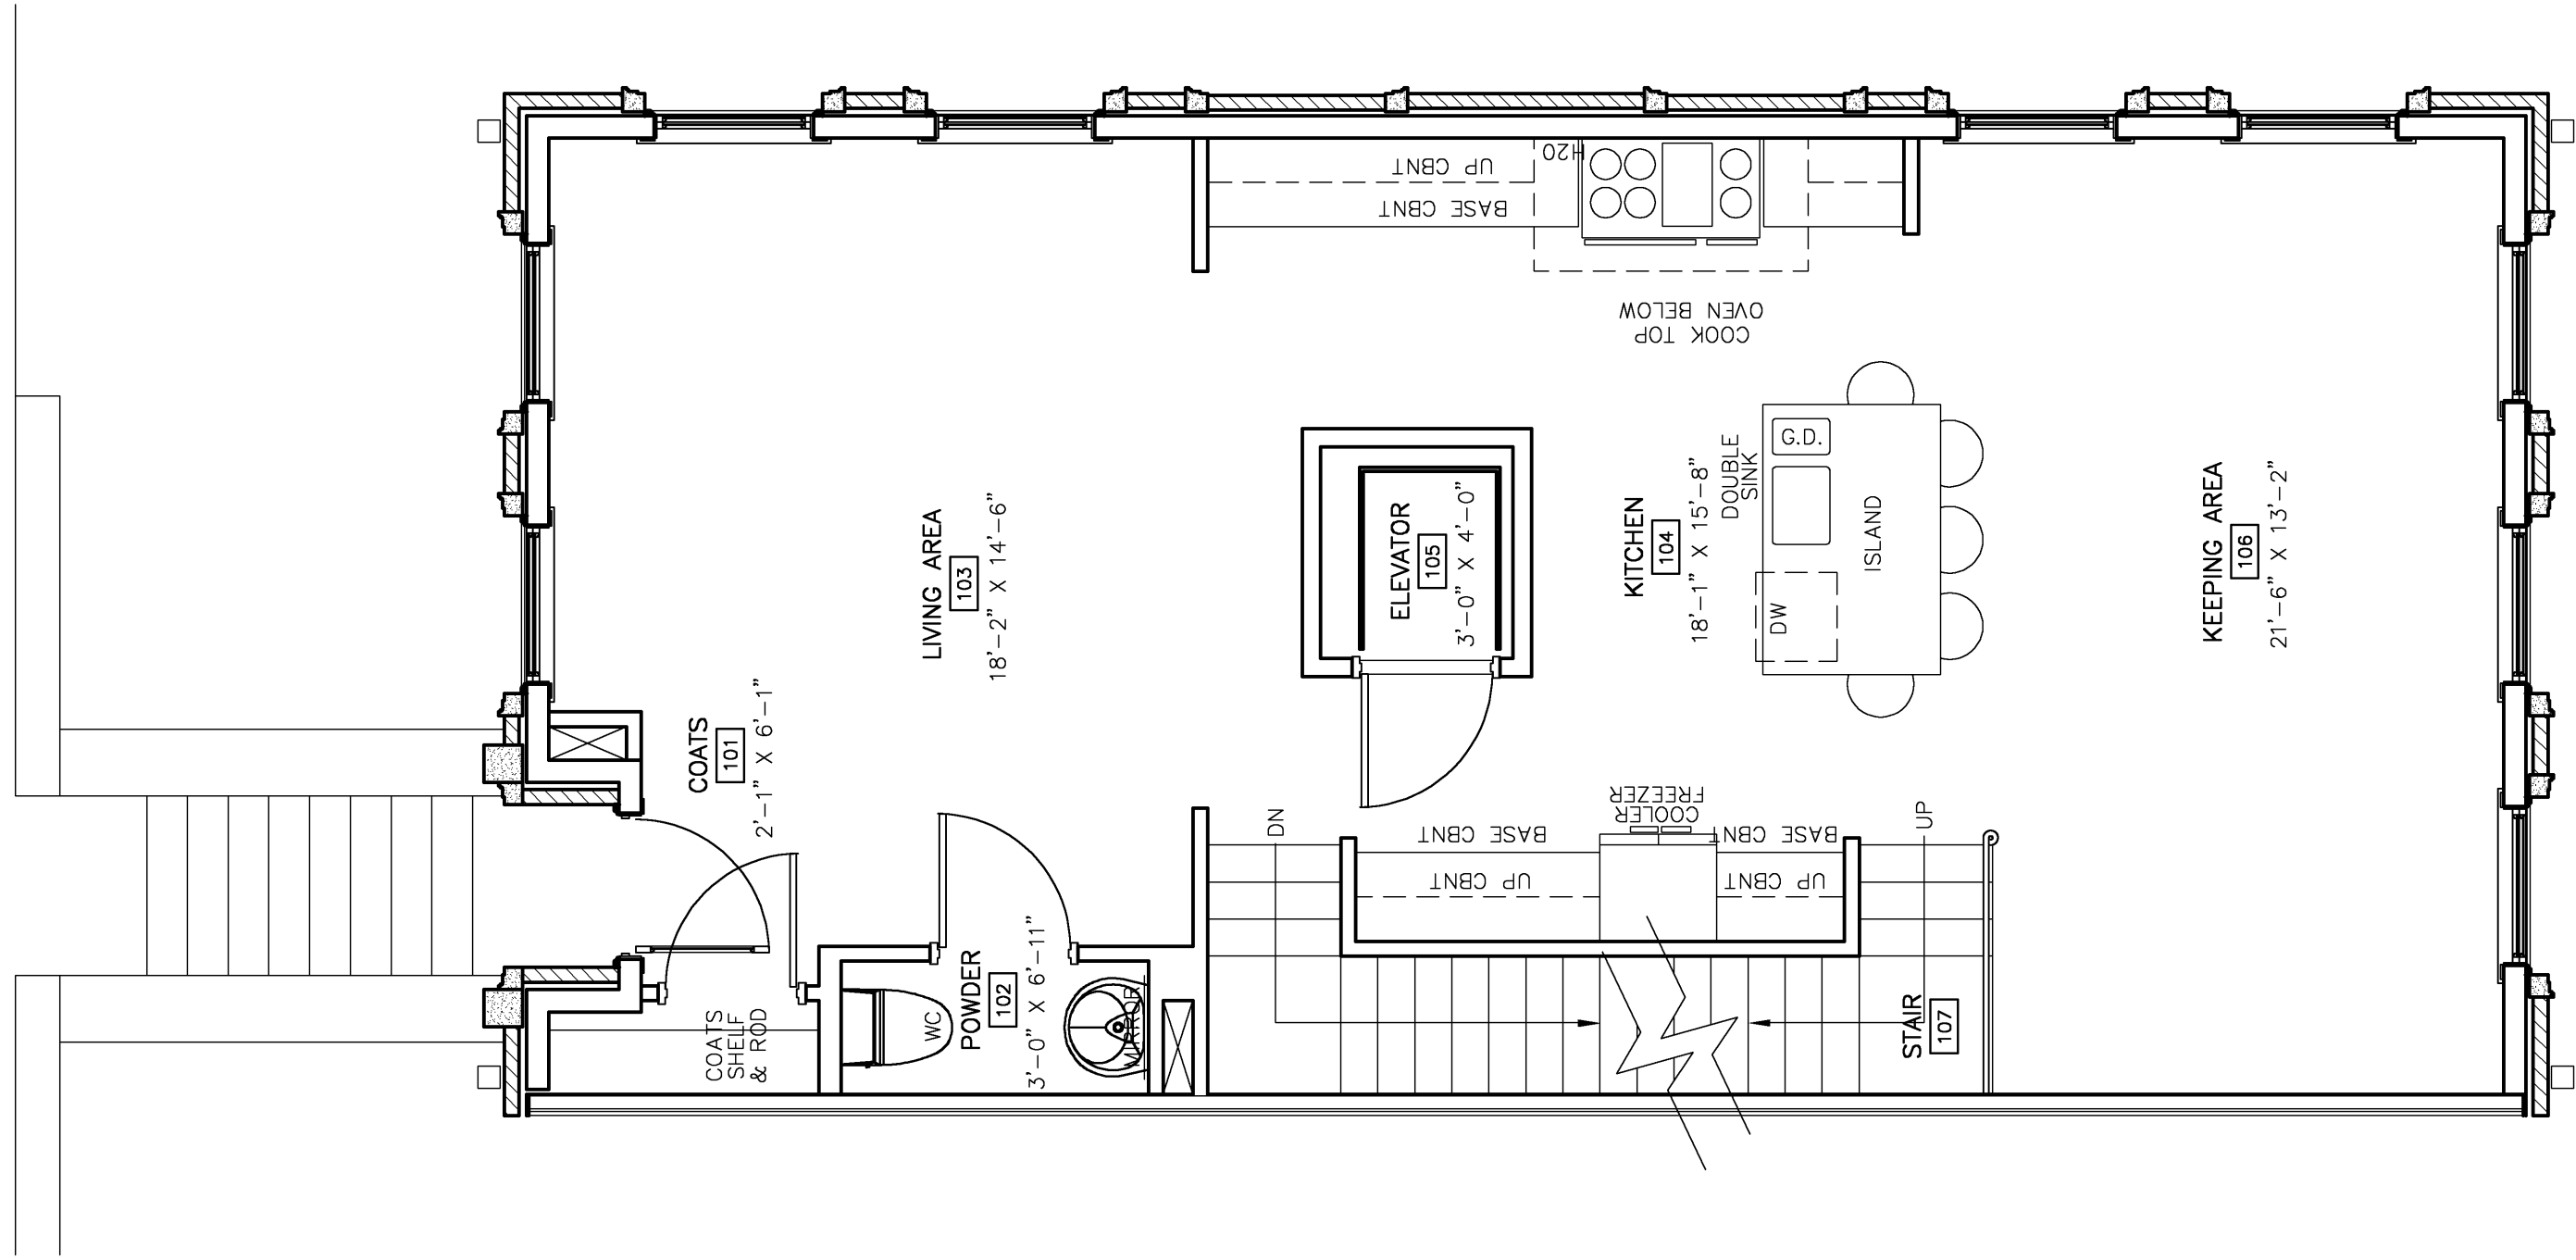 COATS
101
2'-1" X 6'-1"
COATS
SHELF
& ROD
LIVING AREA
103
18'-2" X 14'-6"
POWDER
102
3'-0" X 6'-11"
WC
MIRROR
ELEVATOR
105
3'-0" X 4'-0"
UP CBNT
BASE CBNT
H2O
COOK TOP
OVEN BELOW
KITCHEN
104
18'-1" X 15'-8"
DOUBLE
SINK
G.D.
DW
ISLAND
KEEPING AREA
106
21'-6" X 13'-2"
DN
BASE CBNT
UP CBNT
COOLER
FREEZER
BASE CBNT
UP CBNT
UP
STAIR
107